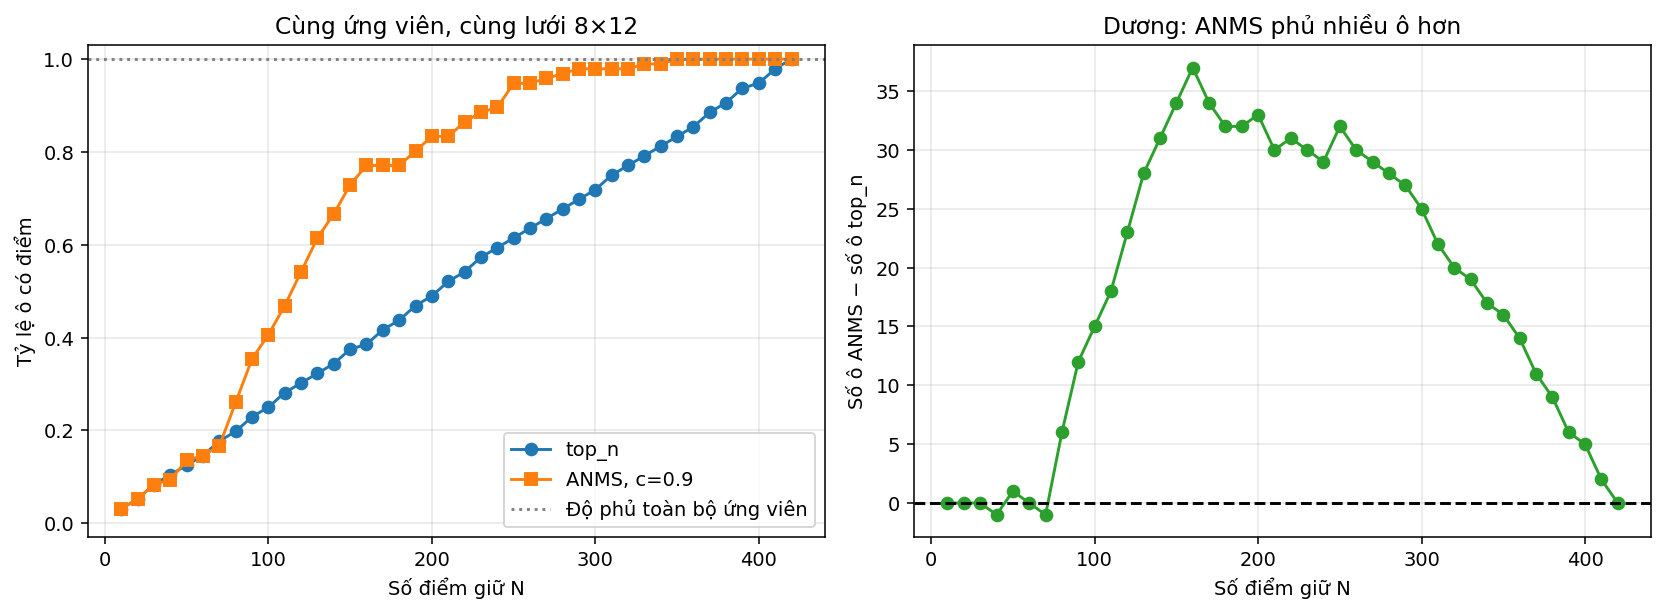 Cùng ứng viên, cùng lưới 8×12
Tỷ lệ ô có điểm
1.0
0.8
0.6
0.4
0.2
0.0
0
100
200
300
400
Số điểm giữ N
top_n
ANMS, c=0.9
Độ phủ toàn bộ ứng viên
Dương: ANMS phủ nhiều ô hơn
Số ô ANMS − số ô top_n
35
30
25
20
15
10
5
0
0
100
200
300
400
Số điểm giữ N